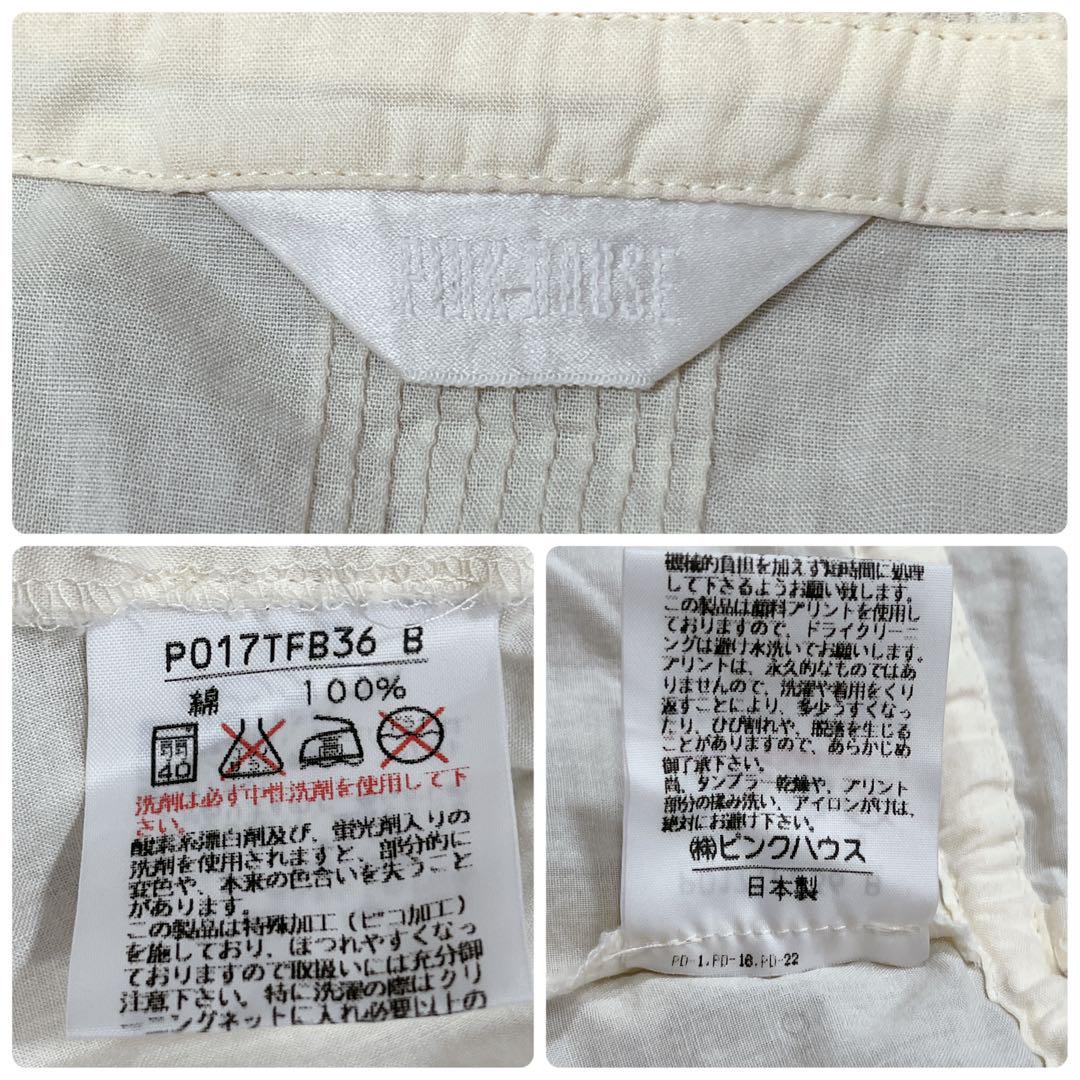 PINK HOUSE
P017TFB36 B
綿 100%
弱
40
洗剤は必ず中性洗剤を使用して下
さい。
酸素系漂白剤及び、蛍光剤入りの
洗剤を使用されますと、部分的に
変色や、本来の色合いを失うこと
があります。
この製品は特殊加工(ピコ加工)
を施しており、ほつれやすくなっ
ておりますので取扱いには充分御
注意下さい。特に洗濯の際はクリ
ーニングネットに入れ必要以上の
機械的負担を加えず短時間に処理
して下さるようお願い致します。
この製品は顔料プリントを使用し
ておりますので、ドライクリーニ
ングは避け水洗いでお願いします。
プリントは、永久的なものではあ
りませんので、洗濯や着用をくり
返すことにより、多少うすくなっ
たり、ひび割れや、脱落を生じる
ことがありますので、あらかじめ
御了承下さい。
尚、タンブラー乾燥や、プリント
部分の揉み洗い、アイロンがけは、
絶対にお避け下さい。
㈱ピンクハウス
日本製
PD-1,PD-16,PD-22